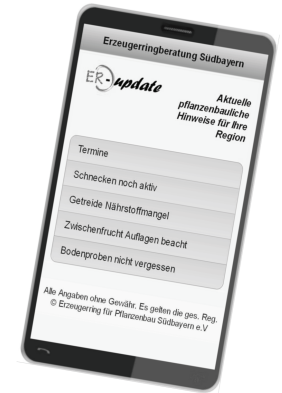 Erzeugerringberatung Südbayern
ER-update
Aktuelle
pflanzenbauliche
Hinweise für Ihre
Region
Termine
Schnecken noch aktiv
Getreide Nährstoffmangel
Zwischenfrucht Auflagen beacht
Bodenproben nicht vergessen
Alle Angaben ohne Gewähr. Es gelten die ges. Reg.
© Erzeugerring für Pflanzenbau Südbayern e.V